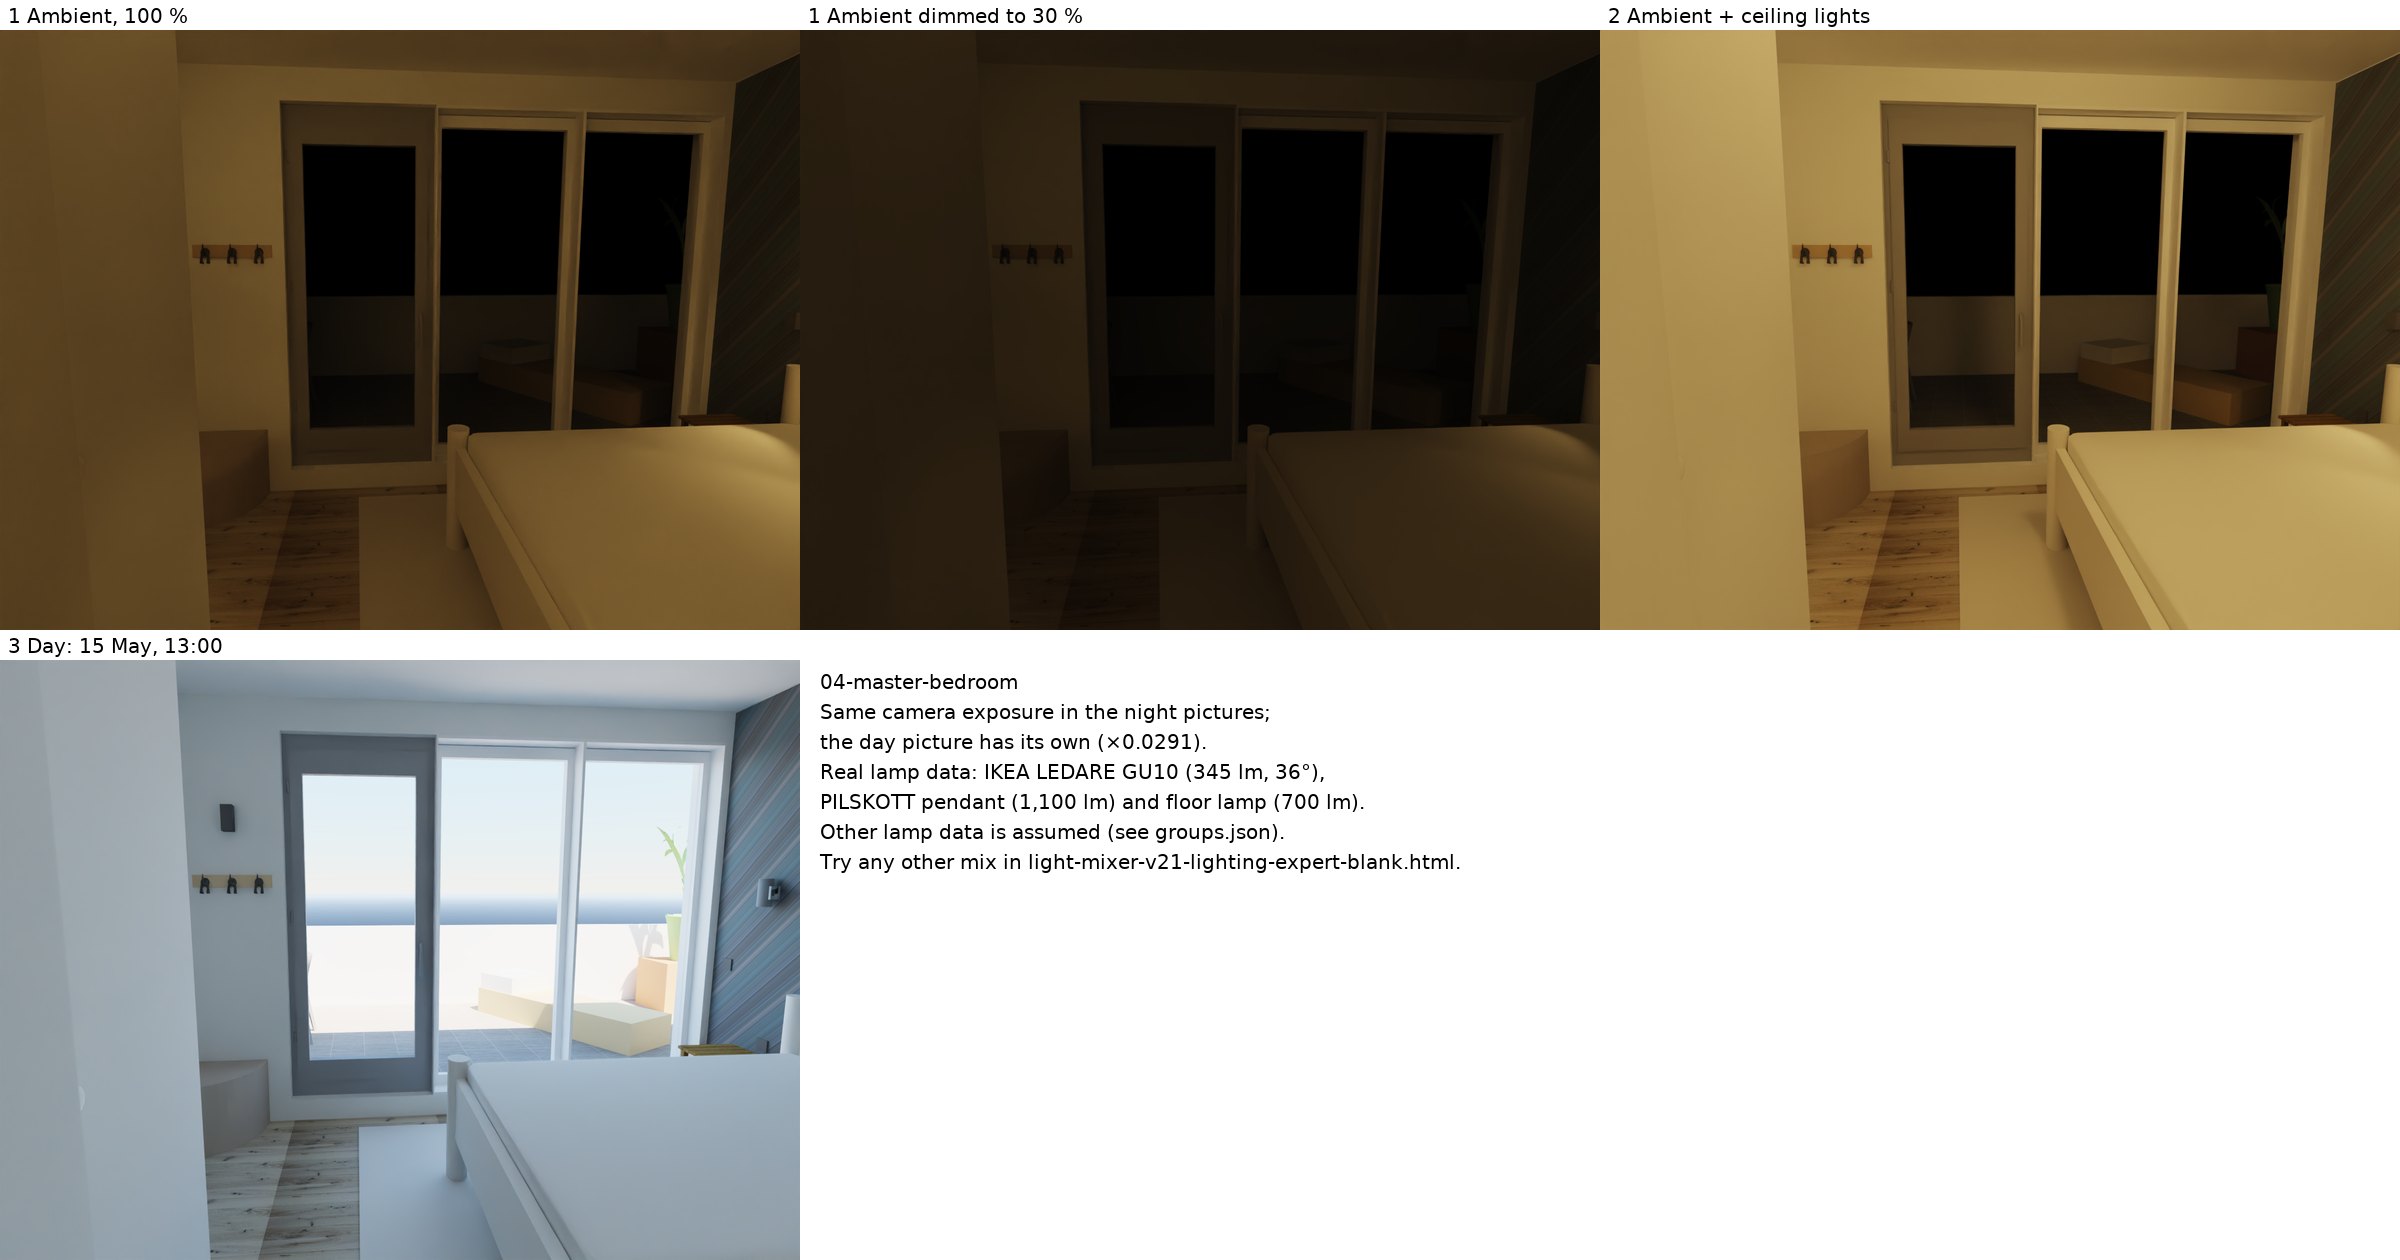 1 Ambient, 100 %
1 Ambient dimmed to 30 %
2 Ambient + ceiling lights
3 Day: 15 May, 13:00
04-master-bedroom
Same camera exposure in the night pictures;
the day picture has its own (×0.0291).
Real lamp data: IKEA LEDARE GU10 (345 lm, 36°),
PILSKOTT pendant (1,100 lm) and floor lamp (700 lm).
Other lamp data is assumed (see groups.json).
Try any other mix in light-mixer-v21-lighting-expert-blank.html.